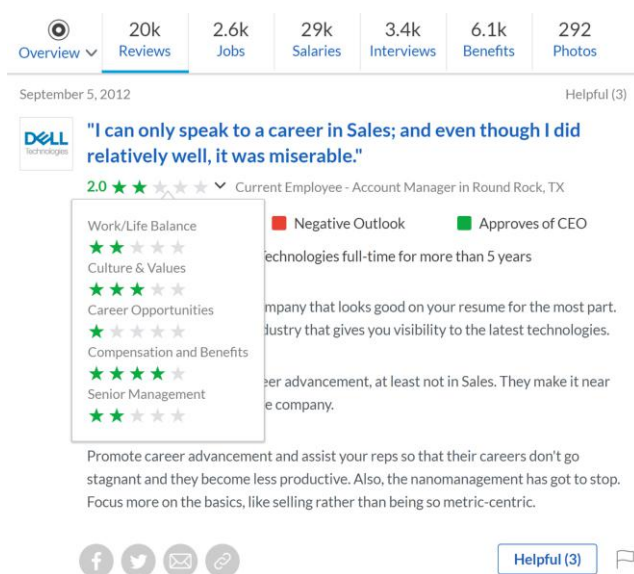 20k 2.6k 29k 3.4k 6.1k 292
Overview Reviews Jobs Salaries Interviews Benefits Photos
September 5, 2012 Helpful (3)
DELL
Technologies
"I can only speak to a career in Sales; and even though I did
relatively well, it was miserable."
2.0 Current Employee - Account Manager in Round Rock, TX
Work/Life Balance
Negative Outlook Approves of CEO
Culture & Values
Technologies full-time for more than 5 years
Career Opportunities
mpany that looks good on your resume for the most part.
dustry that gives you visibility to the latest technologies.
Compensation and Benefits
eer advancement, at least not in Sales. They make it near
Senior Management
e company.
Promote career advancement and assist your reps so that their careers don't go
stagnant and they become less productive. Also, the nanomanagement has got to stop.
Focus more on the basics, like selling rather than being so metric-centric.
Helpful (3)